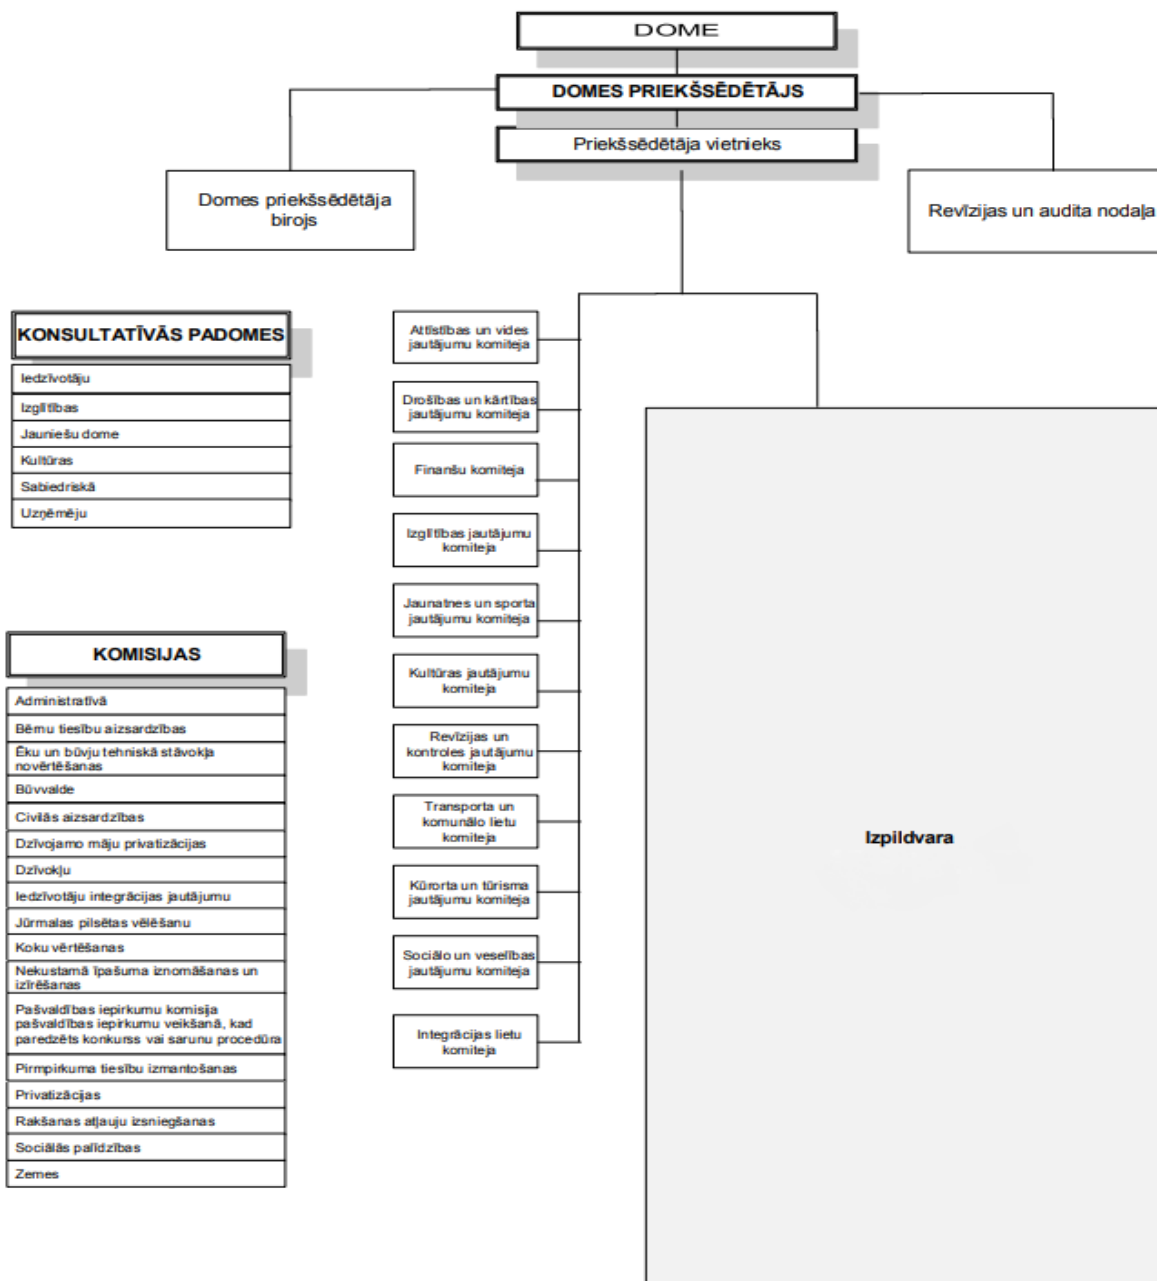 DOME
DOMES PRIEKŠSĒDĒTĀJS
Priekšsēdētāja vietnieks
Domes priekšsēdētāja
birojs
Revīzijas un audita nodaļa
KONSULTATĪVĀS PADOMES
Iedzīvotāju
Izglītības
Jauniešu dome
Kultūras
Sabiedriskā
Uzņēmēju
KOMISIJAS
Administratīvā
Bērnu tiesību aizsardzības
Ēku un būvju tehniskā stāvokļa
novērtēšanas
Būvvalde
Civilās aizsardzības
Dzīvojamo māju privatizācijas
Dzīvokļu
Iedzīvotāju integrācijas jautājumu
Jūrmalas pilsētas vēlēšanu
Koku vērtēšanas
Nekustamā īpašuma iznomāšanas un
izīrēšanas
Pašvaldības iepirkumu komisija
pašvaldības iepirkumu veikšanā, kad
paredzēts konkurss vai sarunu procedūra
Pirmpirkuma tiesību izmantošanas
Privatizācijas
Rakšanas atļauju izsniegšanas
Sociālās palīdzības
Zemes
Attīstības un vides
jautājumu komiteja
Drošības un kārtības
jautājumu komiteja
Finanšu komiteja
Izglītības jautājumu
komiteja
Jaunatnes un sporta
jautājumu komiteja
Kultūras jautājumu
komiteja
Revīzijas un
kontroles jautājumu
komiteja
Transporta un
komunālo lietu
komiteja
Kūrorta un tūrisma
jautājumu komiteja
Sociālo un veselības
jautājumu komiteja
Integrācijas lietu
komiteja
Izpildvara